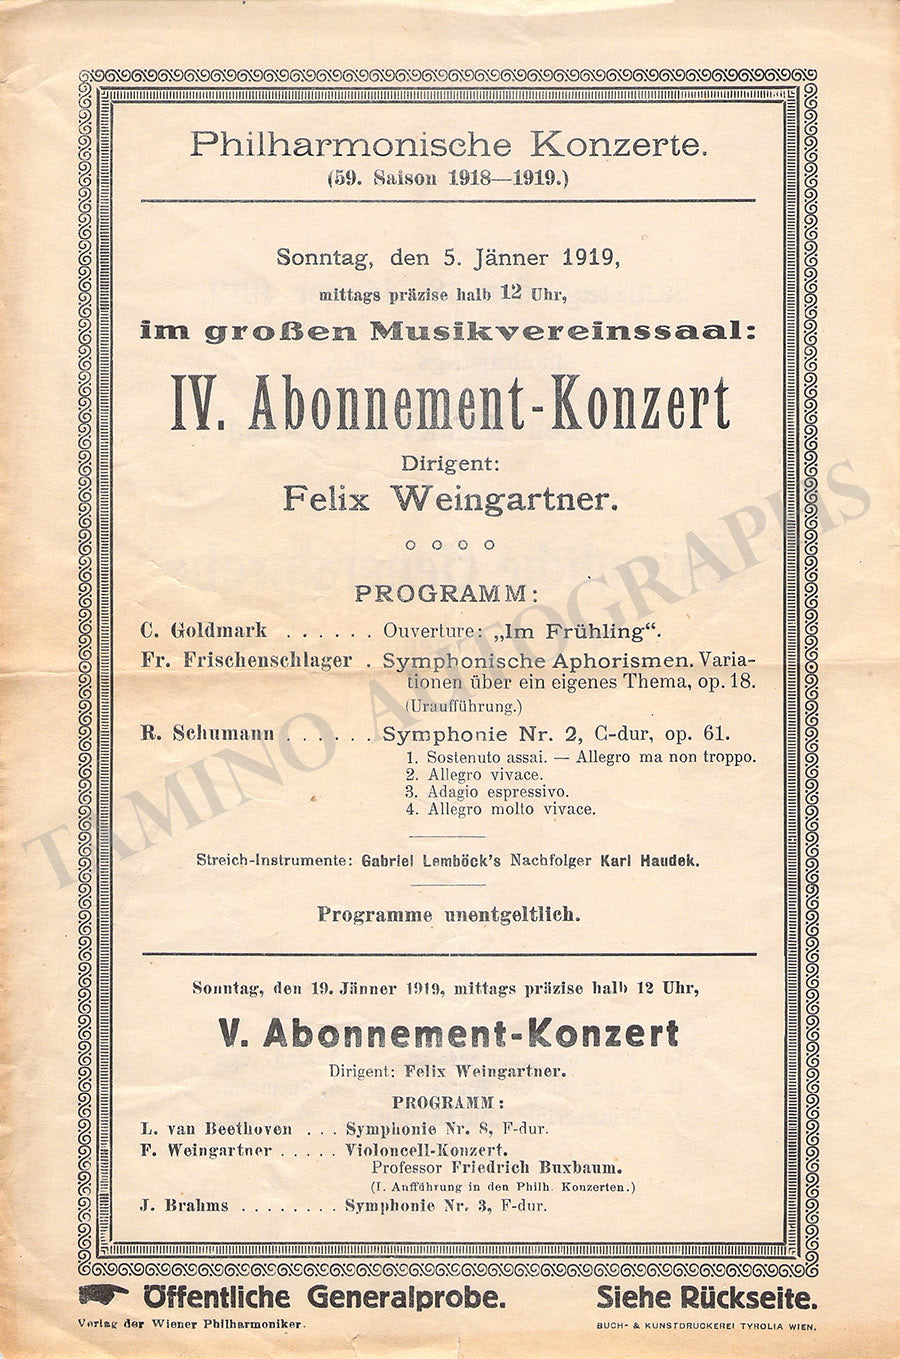 Philharmonische Konzerte.
(59. Saison 1918—1919.)
Sonntag, den 5. Jänner 1919,
mittags präzise halb 12 Uhr,
im großen Musikvereinssaal:
IV. Abonnement-Konzert
Dirigent:
Felix Weingartner.
PROGRAMM:
C. Goldmark . . . . . . Ouverture: „Im Frühling“.
Fr. Frischenschlager . Symphonische Aphorismen. Varia-
tionen über ein eigenes Thema, op. 18.
(Uraufführung.)
R. Schumann . . . . . . Symphonie Nr. 2, C-dur, op. 61.
1. Sostenuto assai. — Allegro ma non troppo.
2. Allegro vivace.
3. Adagio espressivo.
4. Allegro molto vivace.
Streich-Instrumente: Gabriel Lemböck's Nachfolger Karl Haudek.
Programme unentgeltlich.
Sonntag, den 19. Jänner 1919, mittags präzise halb 12 Uhr,
V. Abonnement-Konzert
Dirigent: Felix Weingartner.
PROGRAMM:
L. van Beethoven . . . Symphonie Nr. 8, F-dur.
F. Weingartner . . . . . Violoncell-Konzert.
Professor Friedrich Buxbaum.
(I. Aufführung in den Philh. Konzerten.)
J. Brahms . . . . . . . . Symphonie Nr. 3, F-dur.
Öffentliche Generalprobe. Siehe Rückseite.
Verlag der Wiener Philharmoniker. BUCH- & KUNSTDRUCKEREI TYROLIA WIEN.
TAMINO AUTOGRAPHS